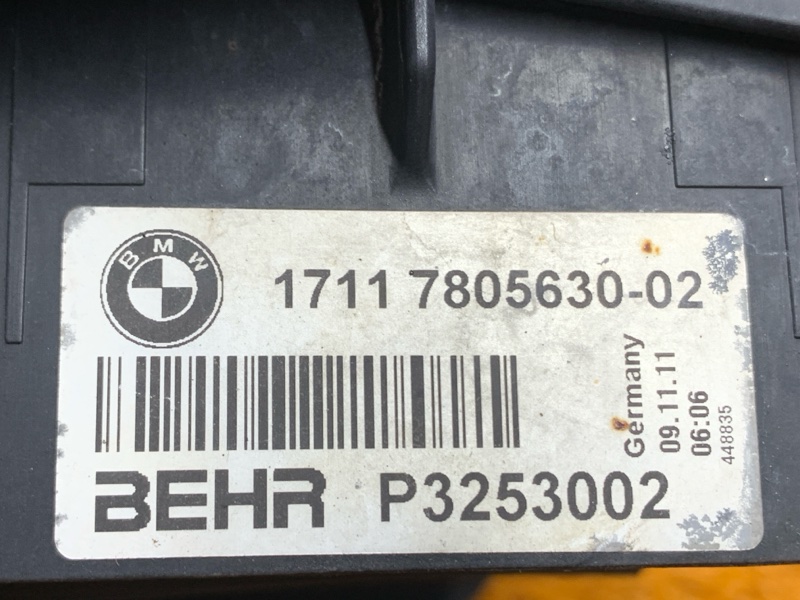 BMW
1711 7805630-02
Germany
09.11.11
06:06
448835
BEHR P3253002